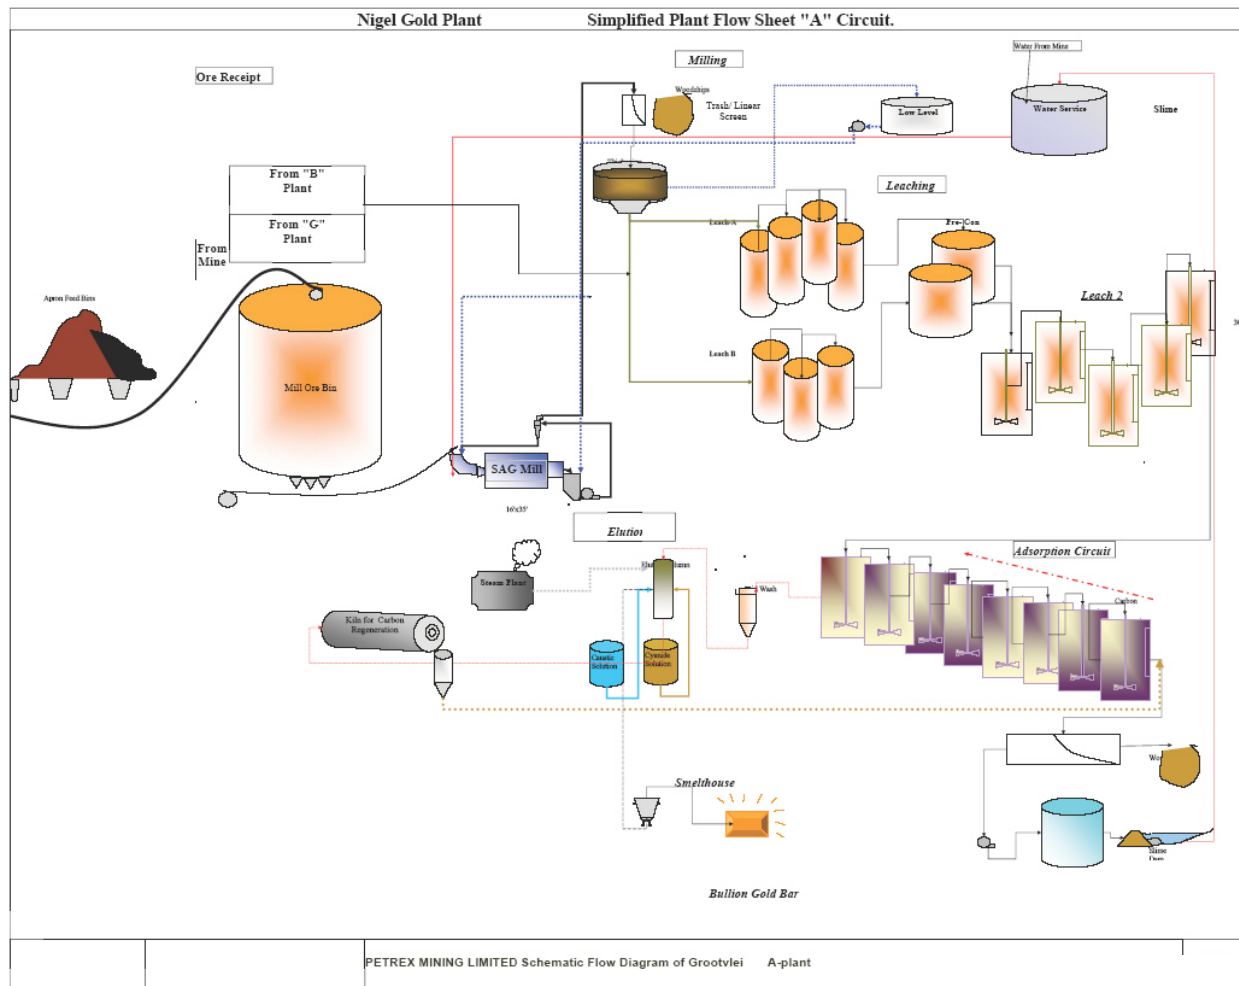 Nigel Gold Plant
Simplified Plant Flow Sheet "A" Circuit.
Water From Mine
Milling
Ore Receipt
Woodships
Trash/ Linear
Screen
Low Level
Water Service
Slime
From "B"
Plant
Leaching
From "G"
Plant
Leach A
Pre-Con
From
Mine
Apron Feed Bins
Leach 2
Leach B
Mill Ore Bin
SAG Mill
16'x35'
Elution
Adsorption Circuit
Steam Plant
Wash
Carbon
Kiln for Carbon
Regeneration
Caustic
Solution
Cyanide
Solution
Smelthouse
Slime
Dam
Bullion Gold Bar
PETREX MINING LIMITED Schematic Flow Diagram of Grootvlei A-plant